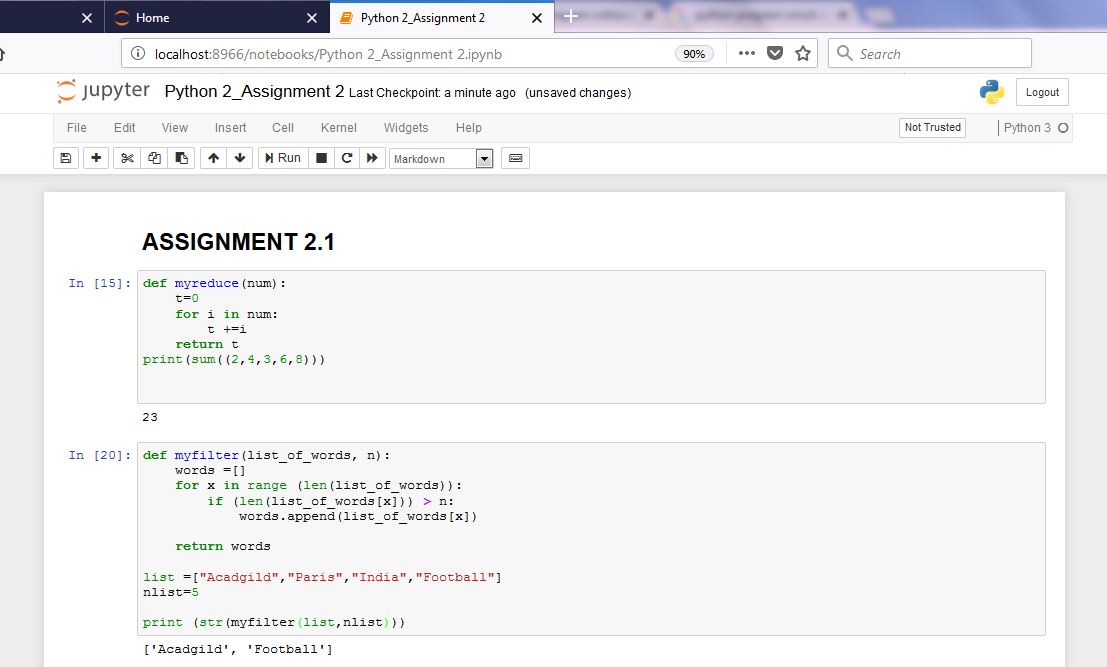 Home
Python 2_Assignment 2
localhost:8966/notebooks/Python 2_Assignment 2.ipynb
90%
Search
jupyter Python 2_Assignment 2 Last Checkpoint: a minute ago (unsaved changes)
Logout
File Edit View Insert Cell Kernel Widgets Help
Not Trusted
Python 3
Run
Markdown
ASSIGNMENT 2.1
In [15]:
def myreduce(num):
    t=0
    for i in num:
        t +=i
    return t
print(sum((2,4,3,6,8)))
23
In [20]:
def myfilter(list_of_words, n):
    words =[]
    for x in range (len(list_of_words)):
        if (len(list_of_words[x])) > n:
            words.append(list_of_words[x])
    return words
list =["Acadgild","Paris","India","Football"]
nlist=5
print (str(myfilter(list,nlist)))
['Acadgild', 'Football']